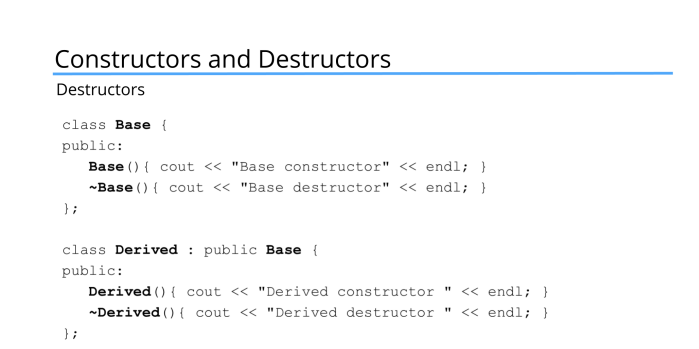 Constructors and Destructors
Destructors
class Base {
public:
Base(){ cout << "Base constructor" << endl; }
~Base(){ cout << "Base destructor" << endl; }
};
class Derived : public Base {
public:
Derived(){ cout << "Derived constructor " << endl; }
~Derived(){ cout << "Derived destructor " << endl; }
};